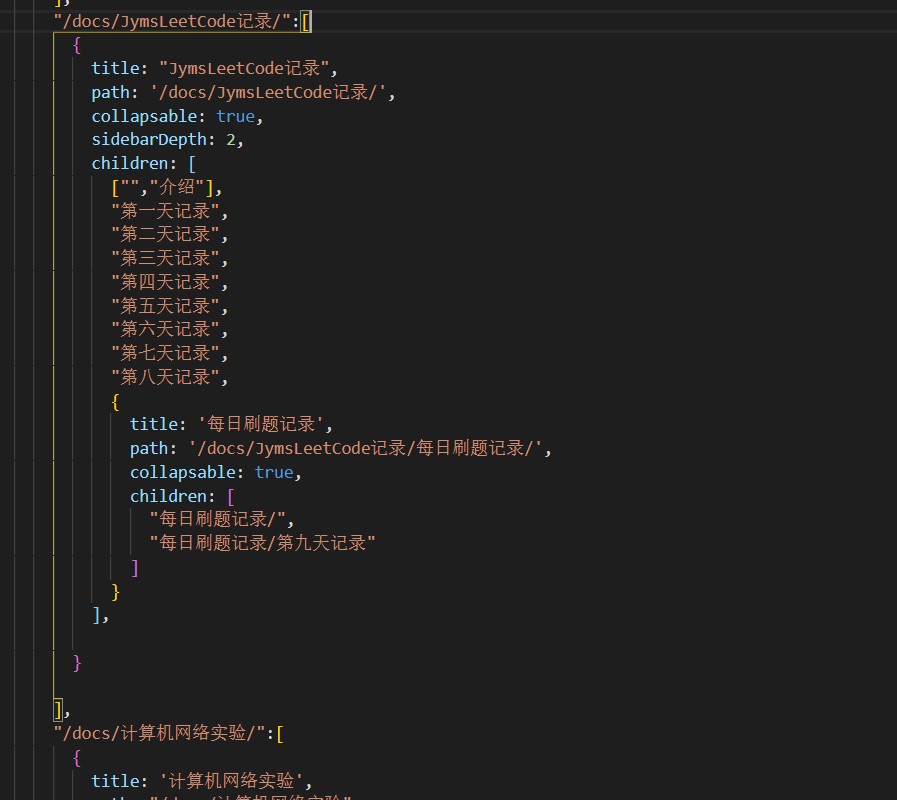 ],
"/docs/JymsLeetCode记录/":[
{
title: "JymsLeetCode记录",
path: '/docs/JymsLeetCode记录/',
collapsable: true,
sidebarDepth: 2,
children: [
["","介绍"],
"第一天记录",
"第二天记录",
"第三天记录",
"第四天记录",
"第五天记录",
"第六天记录",
"第七天记录",
"第八天记录",
{
title: '每日刷题记录',
path: '/docs/JymsLeetCode记录/每日刷题记录/',
collapsable: true,
children: [
"每日刷题记录/",
"每日刷题记录/第九天记录"
]
}
],
}
],
"/docs/计算机网络实验/":[
{
title: '计算机网络实验',